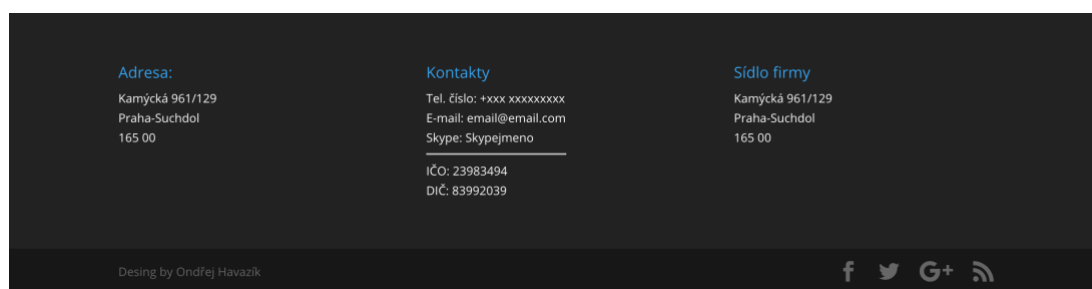 Adresa:
Kamýcká 961/129
Praha-Suchdol
165 00
Kontakty
Tel. číslo: +xxx xxxxxxxxx
E-mail: email@email.com
Skype: Skypejmeno
IČO: 23983494
DIČ: 83992039
Sídlo firmy
Kamýcká 961/129
Praha-Suchdol
165 00
Desing by Ondřej Havazík